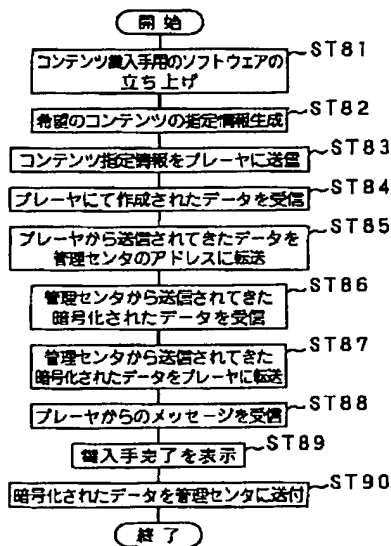 開始
ST81
コンテンツ鍵入手用のソフトウェアの
立ち上げ
ST82
希望のコンテンツの指定情報生成
ST83
コンテンツ指定情報をプレーヤに送信
ST84
プレーヤにて作成されたデータを受信
ST85
プレーヤから送信されてきたデータを
管理センタのアドレスに転送
ST86
管理センタから送信されてきた
暗号化されたデータを受信
ST87
管理センタから送信されてきた
暗号化されたデータをプレーヤに転送
ST88
プレーヤからのメッセージを受信
ST89
鍵入手完了を表示
ST90
暗号化されたデータを管理センタに送付
終了